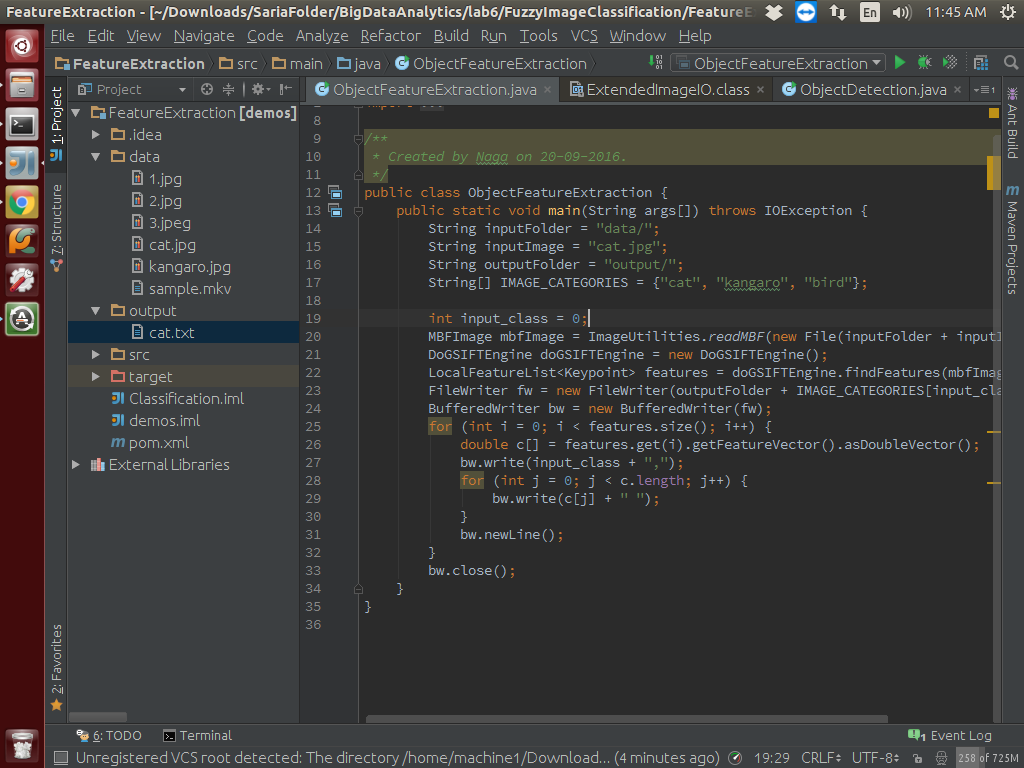 FeatureExtraction - [~/Downloads/SariaFolder/BigDataAnalytics/lab6/FuzzyImageClassification/FeatureE
En 11:45 AM
File Edit View Navigate Code Analyze Refactor Build Run Tools VCS Window Help
FeatureExtraction src main java ObjectFeatureExtraction
ObjectFeatureExtraction
Project
ObjectFeatureExtraction.java × ExtendedImageIO.class × ObjectDetection.java ×
1: Project
Z: Structure
2: Favorites
FeatureExtraction [demos]
.idea
data
1.jpg
2.jpg
3.jpeg
cat.jpg
kangaro.jpg
sample.mkv
output
cat.txt
src
target
Classification.iml
demos.iml
pom.xml
External Libraries
8
9 /**
10 * Created by Naga on 20-09-2016.
11 */
12 public class ObjectFeatureExtraction {
13 public static void main(String args[]) throws IOException {
14 String inputFolder = "data/";
15 String inputImage = "cat.jpg";
16 String outputFolder = "output/";
17 String[] IMAGE_CATEGORIES = {"cat", "kangaro", "bird"};
18
19 int input_class = 0;
20 MBFImage mbfImage = ImageUtilities.readMBF(new File(inputFolder + inputI
21 DoGSIFTEngine doGSIFTEngine = new DoGSIFTEngine();
22 LocalFeatureList<Keypoint> features = doGSIFTEngine.findFeatures(mbfImag
23 FileWriter fw = new FileWriter(outputFolder + IMAGE_CATEGORIES[input_cla
24 BufferedWriter bw = new BufferedWriter(fw);
25 for (int i = 0; i < features.size(); i++) {
26 double c[] = features.get(i).getFeatureVector().asDoubleVector();
27 bw.write(input_class + ",");
28 for (int j = 0; j < c.length; j++) {
29 bw.write(c[j] + " ");
30 }
31 bw.newLine();
32 }
33 bw.close();
34 }
35 }
36
Ant Build
Maven Projects
6: TODO Terminal Event Log
Unregistered VCS root detected: The directory /home/machine1/Download... (4 minutes ago) 19:29 CRLF UTF-8 258 of 725M